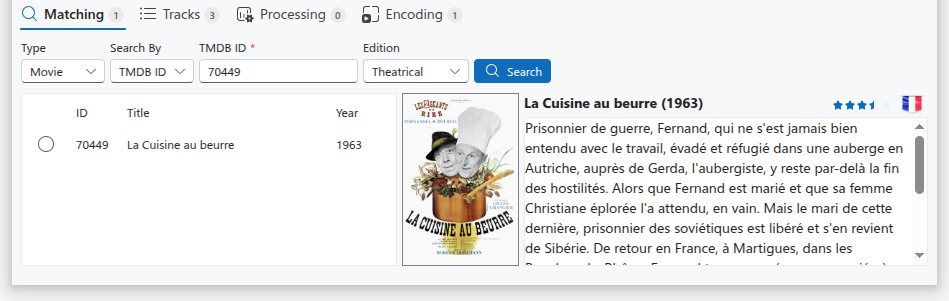 Matching 1 Tracks 3 Processing 0 Encoding 1
Type Search By TMDB ID * Edition
Movie TMDB ID 70449 Theatrical Search
ID Title Year
70449 La Cuisine au beurre 1963
LES GEANTS
DU
RIRE
FERNANDEL
LA CUISINE AU BEURRE
La Cuisine au beurre (1963)
Prisonnier de guerre, Fernand, qui ne s'est jamais bien
entendu avec le travail, évadé et réfugié dans une auberge en
Autriche, auprès de Gerda, l'aubergiste, y reste par-delà la fin
des hostilités. Alors que Fernand est marié et que sa femme
Christiane éplorée l'a attendu, en vain. Mais le mari de cette
dernière, prisonnier des soviétiques est libéré et s'en revient
de Sibérie. De retour en France, à Martigues, dans les